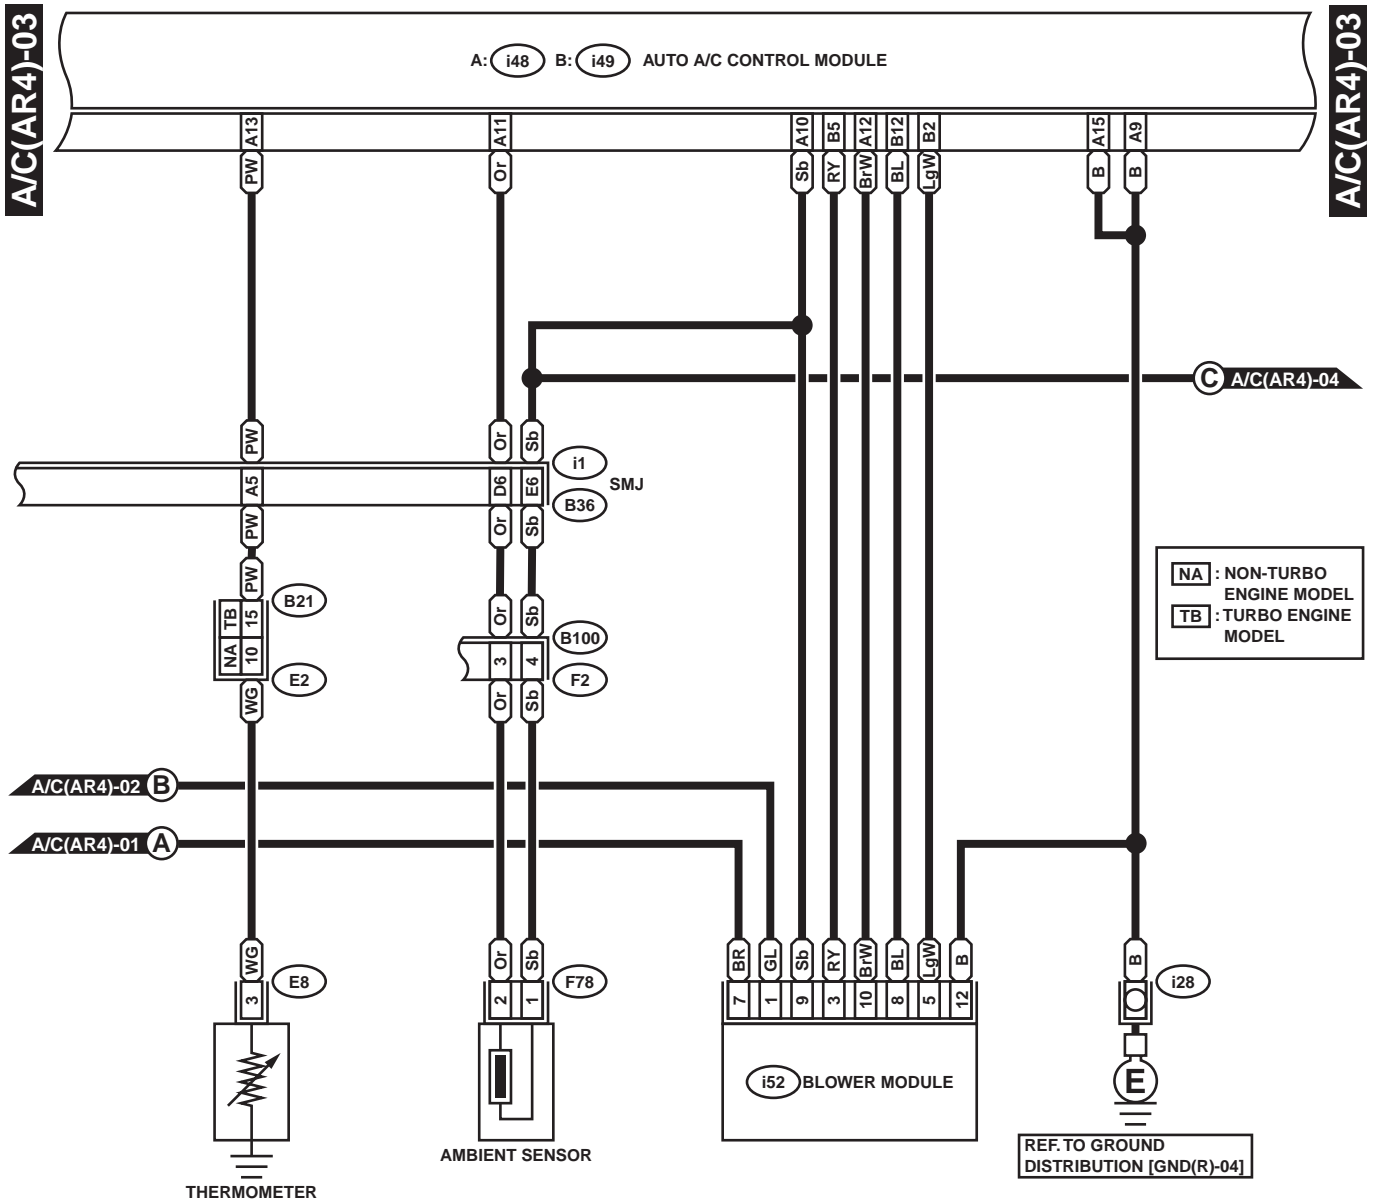 A/C(AR4)-03
A/C(AR4)-03
A: i48 B: i49 AUTO A/C CONTROL MODULE
A13 A11 A10 B5 A12 B12 B2 A15 A9
PW Or Sb RY BrW BL LgW B B
C A/C(AR4)-04
PW Or Sb
i1
A5 D6 E6 SMJ
B36
PW Or Sb
PW Or Sb
B21
TB 15
NA 10
E2
B100
3 4
F2
WG Or Sb
NA : NON-TURBO
ENGINE MODEL
TB : TURBO ENGINE
MODEL
A/C(AR4)-02 B
A/C(AR4)-01 A
WG Or Sb BR GL Sb RY BrW BL LgW B B
E8 F78 i28
3 2 1 7 1 9 3 10 8 5 12
i52 BLOWER MODULE
E
THERMOMETER
AMBIENT SENSOR
REF. TO GROUND
DISTRIBUTION [GND(R)-04]